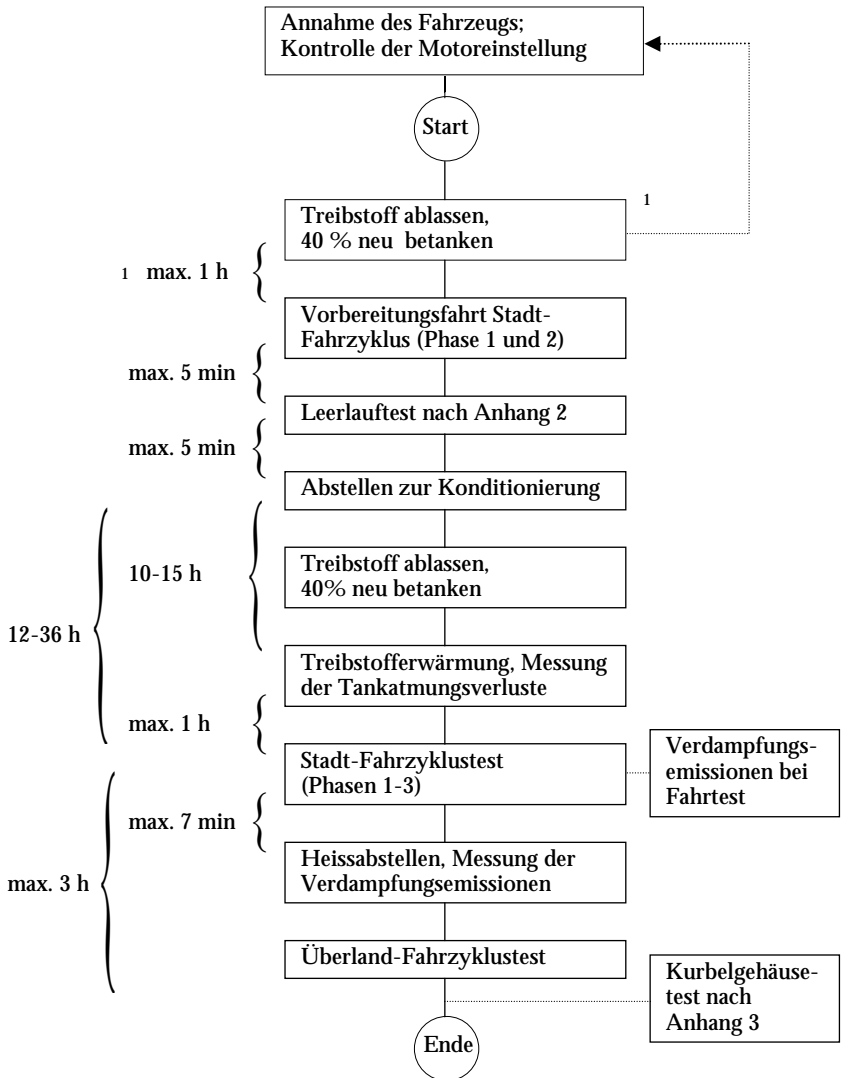 Annahme des Fahrzeugs;
Kontrolle der Motoreinstellung
Start
1
Treibstoff ablassen,
40 % neu betanken
1 max. 1 h
Vorbereitungsfahrt Stadt-
Fahrzyklus (Phase 1 und 2)
max. 5 min
Leerlauftest nach Anhang 2
max. 5 min
Abstellen zur Konditionierung
10-15 h
Treibstoff ablassen,
40% neu betanken
12-36 h
Treibstofferwärmung, Messung
der Tankatmungsverluste
max. 1 h
Stadt-Fahrzyklustest
(Phasen 1-3)
Verdampfungs-
emissionen bei
Fahrtest
max. 7 min
Heissabstellen, Messung der
Verdampfungsemissionen
max. 3 h
Überland-Fahrzyklustest
Kurbelgehäuse-
test nach
Anhang 3
Ende